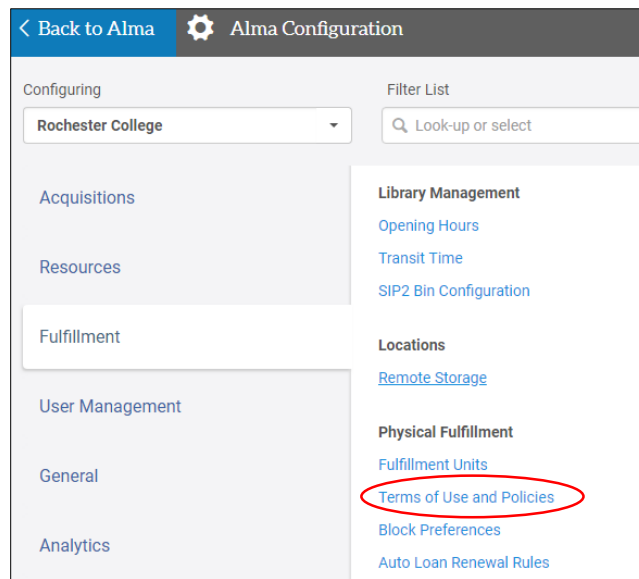 Back to Alma
Alma Configuration
Configuring
Filter List
Rochester College
Look-up or select
Acquisitions
Resources
Fulfillment
User Management
General
Analytics
Library Management
Opening Hours
Transit Time
SIP2 Bin Configuration
Locations
Remote Storage
Physical Fulfillment
Fulfillment Units
Terms of Use and Policies
Block Preferences
Auto Loan Renewal Rules